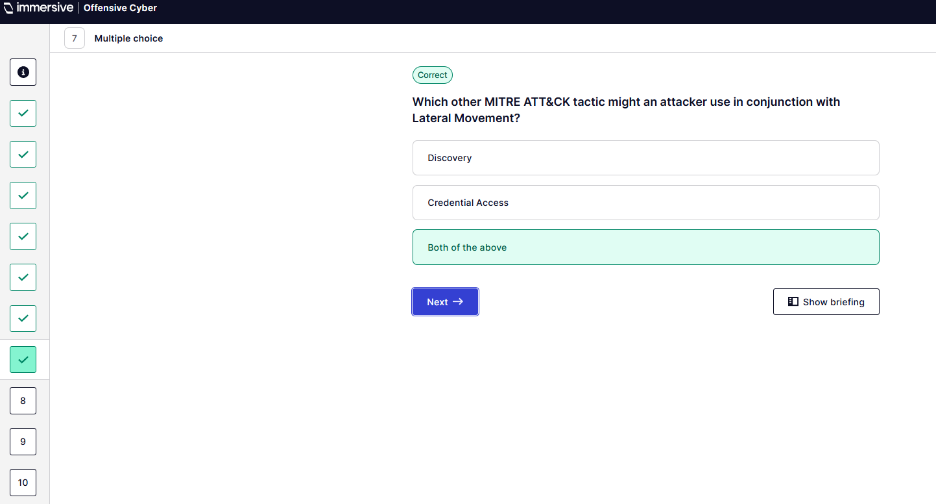 immersive | Offensive Cyber
7 Multiple choice
Correct
Which other MITRE ATT&CK tactic might an attacker use in conjunction with
Lateral Movement?
Discovery
Credential Access
Both of the above
Next →
Show briefing
8
9
10